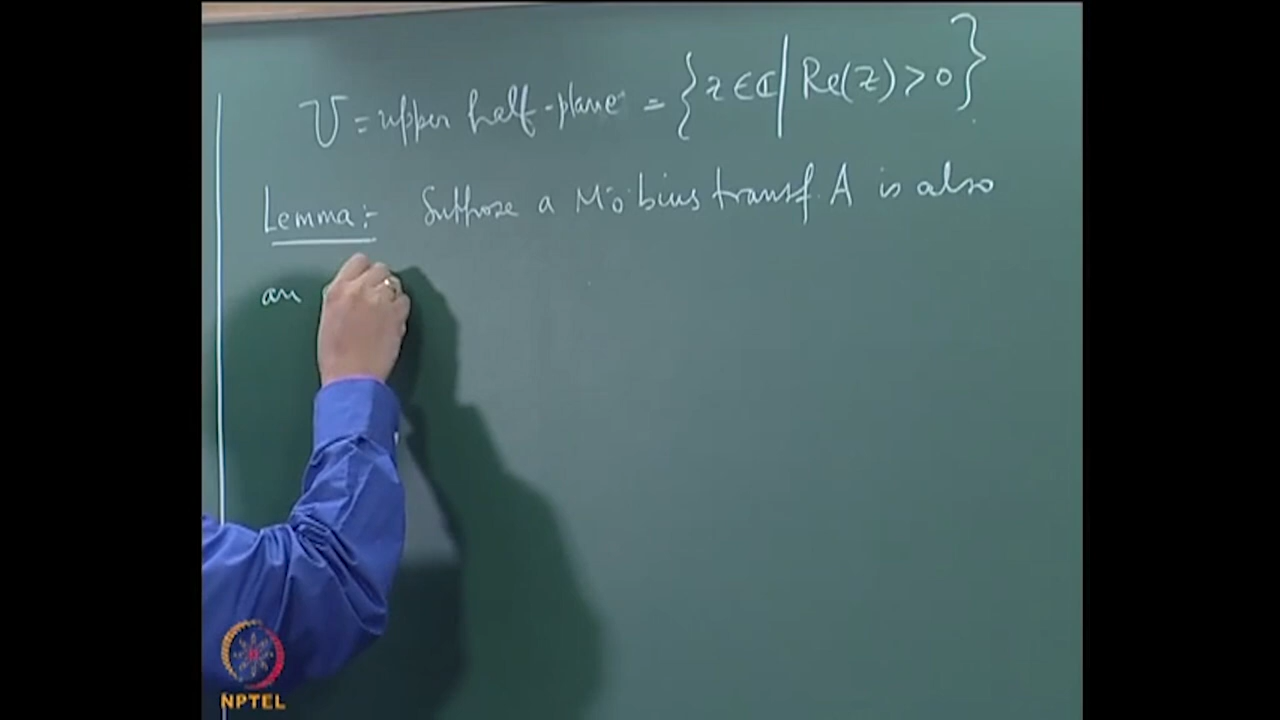 U = upper half-plane = {z ∈ ℂ | Re(z) > 0}
Lemma:- Suppose a Möbius transf. A is also
an
NPTEL